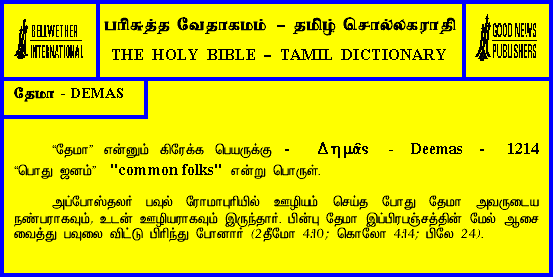 BELLWETHER
INTERNATIONAL
பரிசுத்த வேதாகமம் – தமிழ் சொல்லகராதி
THE HOLY BIBLE – TAMIL DICTIONARY
GOOD NEWS
PUBLISHERS
தேமா - DEMAS
“தேமா” என்னும் கிரேக்க பெயருக்கு - Δημᾶs - Deemas - 1214
“பொது ஜனம்” "common folks" என்று பொருள்.
அப்போஸ்தலர் பவுல் ரோமாபுரியில் ஊழியம் செய்த போது தேமா அவருடைய
நண்பராகவும், உடன் ஊழியராகவும் இருந்தார். பின்பு தேமா இப்பிரபஞ்சத்தின் மேல் ஆசை
வைத்து பவுலை விட்டு பிரிந்து போனார் (2தீமோ 4:10; கொலோ 4:14; பிலே 24).